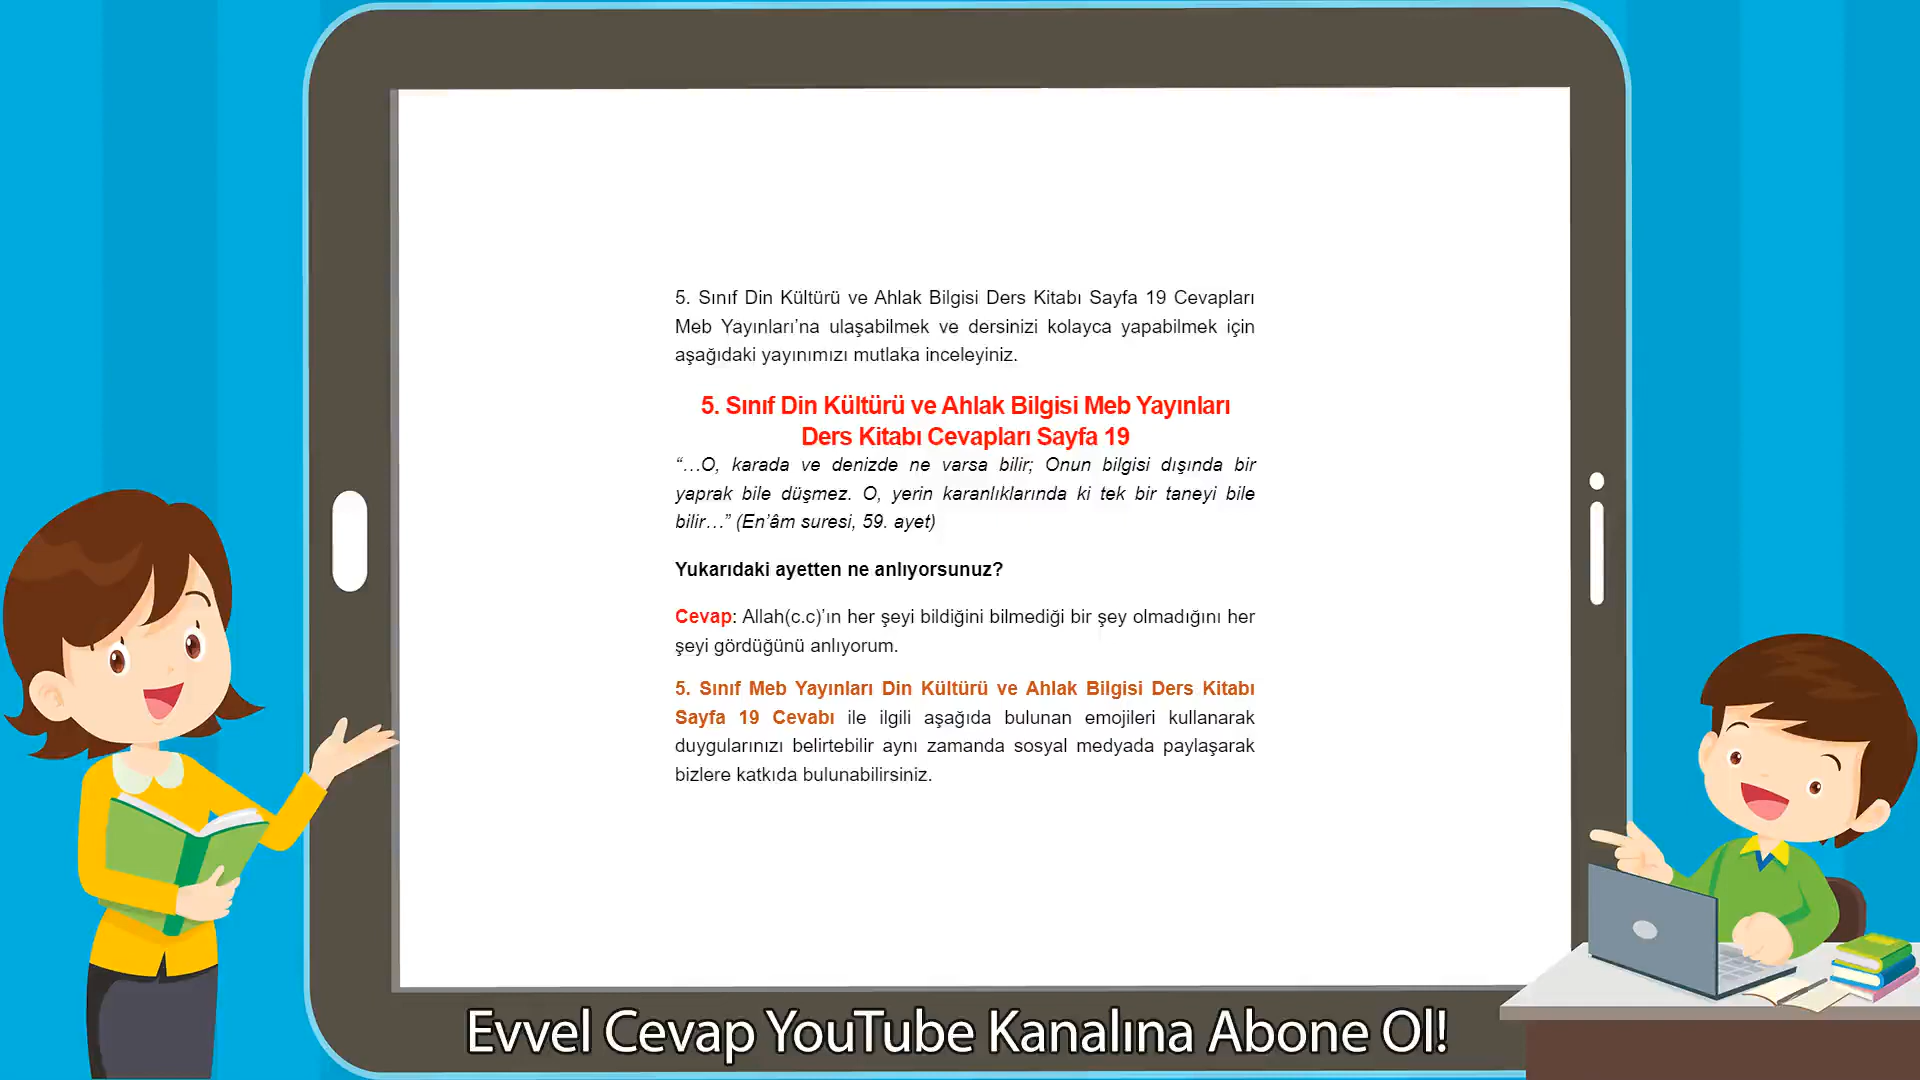 5. Sınıf Din Kültürü ve Ahlak Bilgisi Ders Kitabı Sayfa 19 Cevapları
Meb Yayınları’na ulaşabilmek ve dersinizi kolayca yapabilmek için
aşağıdaki yayınımızı mutlaka inceleyiniz.
5. Sınıf Din Kültürü ve Ahlak Bilgisi Meb Yayınları
Ders Kitabı Cevapları Sayfa 19
“…O, karada ve denizde ne varsa bilir; Onun bilgisi dışında bir
yaprak bile düşmez. O, yerin karanlıklarında ki tek bir taneyi bile
bilir…” (En’âm suresi, 59. ayet)
Yukarıdaki ayetten ne anlıyorsunuz?
Cevap: Allah(c.c)’ın her şeyi bildiğini bilmediği bir şey olmadığını her
şeyi gördüğünü anlıyorum.
5. Sınıf Meb Yayınları Din Kültürü ve Ahlak Bilgisi Ders Kitabı
Sayfa 19 Cevabı ile ilgili aşağıda bulunan emojileri kullanarak
duygularınızı belirtebilir aynı zamanda sosyal medyada paylaşarak
bizlere katkıda bulunabilirsiniz.
Evvel Cevap YouTube Kanalına Abone Ol!